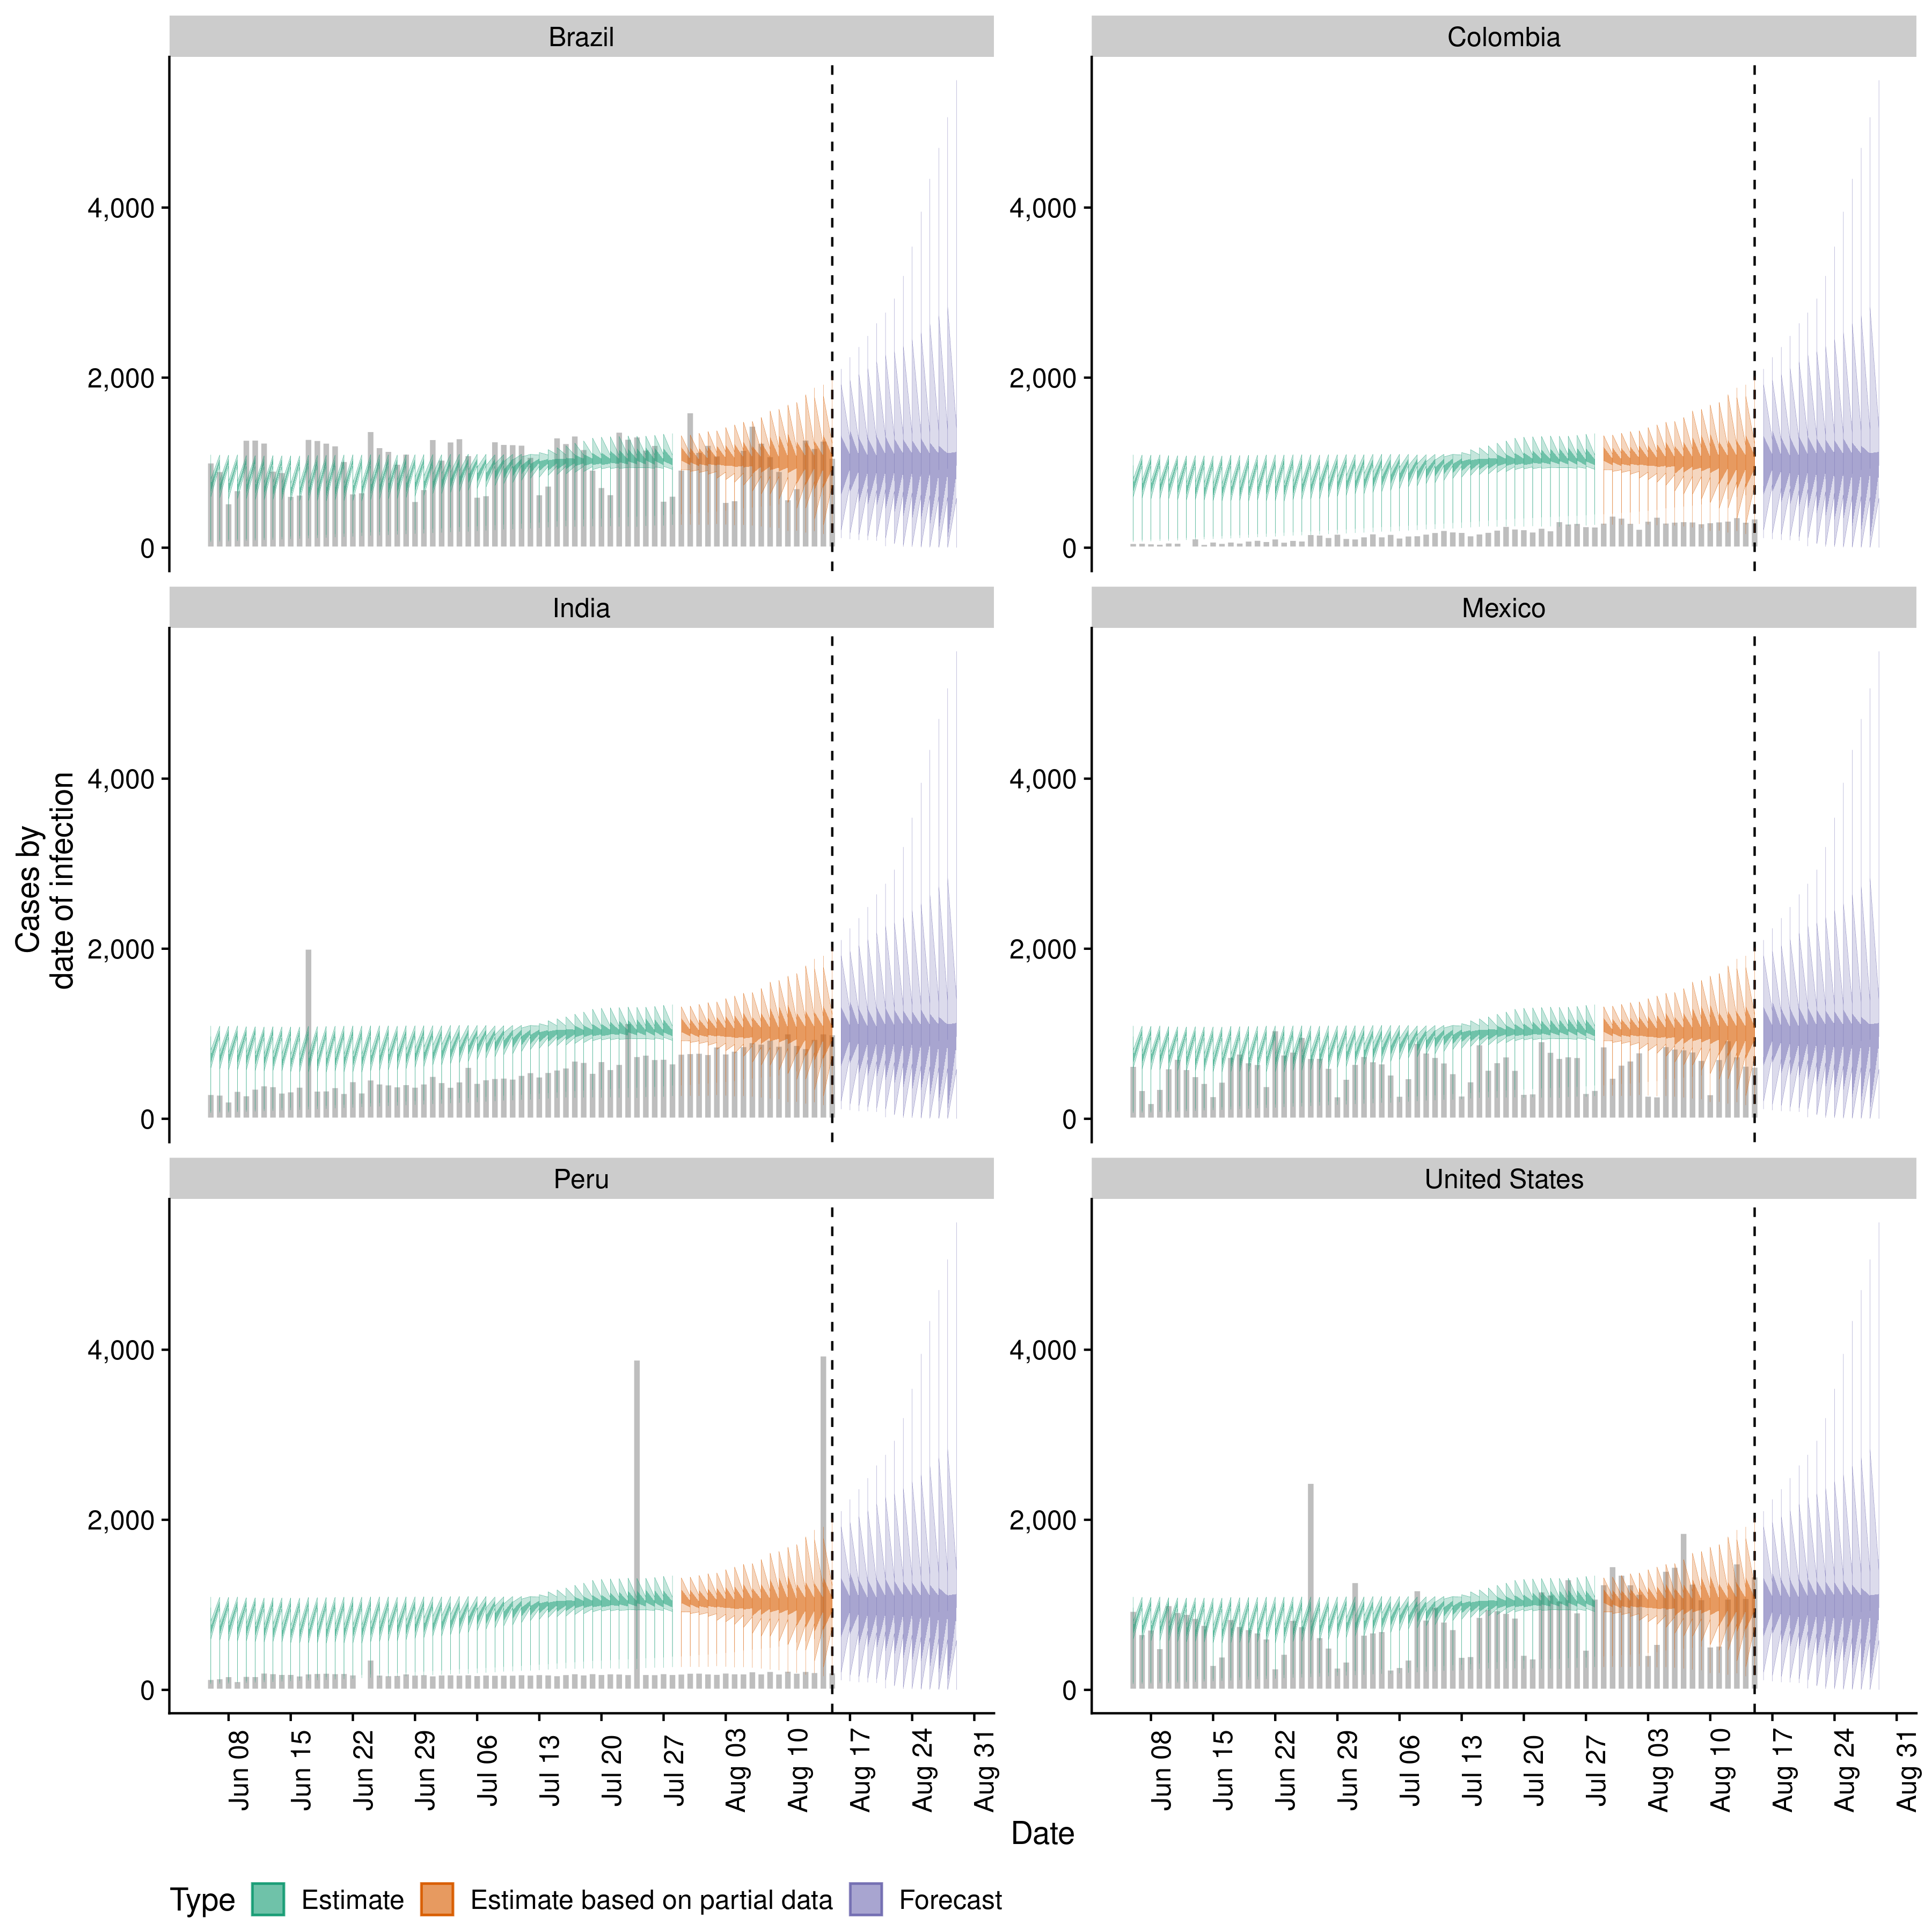 Brazil
Colombia
4,000
2,000
0
4,000
2,000
0
India
Mexico
Cases by
date of infection
4,000
2,000
0
4,000
2,000
0
Peru
United States
4,000
2,000
0
4,000
2,000
0
Jun 08
Jun 15
Jun 22
Jun 29
Jul 06
Jul 13
Jul 20
Jul 27
Aug 03
Aug 10
Aug 17
Aug 24
Aug 31
Jun 08
Jun 15
Jun 22
Jun 29
Jul 06
Jul 13
Jul 20
Jul 27
Aug 03
Aug 10
Aug 17
Aug 24
Aug 31
Date
Type Estimate Estimate based on partial data Forecast